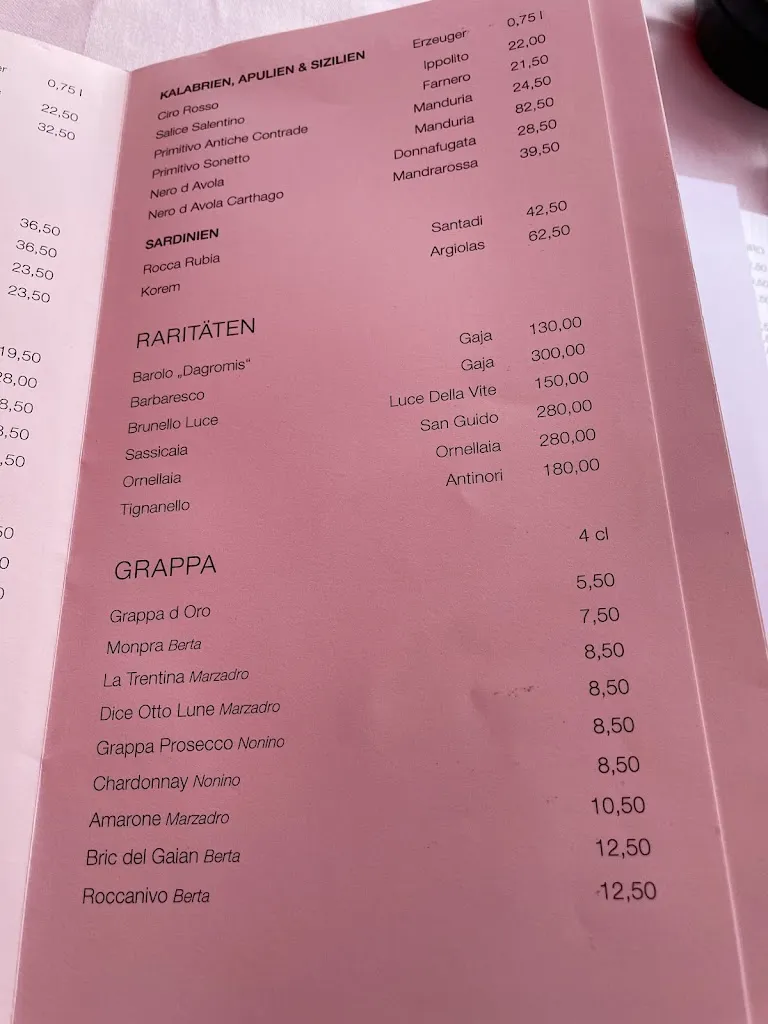 0,75 l
22,50
32,50
36,50
36,50
23,50
23,50
19,50
28,00
8,50
,50
KALABRIEN, APULIEN & SIZILIEN Erzeuger 0,75 l
Ciro Rosso Ippolito 22,00
Salice Salentino Farnero 21,50
Primitivo Antiche Contrade Manduria 24,50
Primitivo Sonetto Manduria 82,50
Nero d Avola Donnafugata 28,50
Nero d Avola Carthago Mandrarossa 39,50
SARDINIEN
Rocca Rubia Santadi 42,50
Korem Argiolas 62,50
RARITÄTEN
Barolo „Dagromis“ Gaja 130,00
Barbaresco Gaja 300,00
Brunello Luce Luce Della Vite 150,00
Sassicaia San Guido 280,00
Ornellaia Ornellaia 280,00
Tignanello Antinori 180,00
GRAPPA 4 cl
Grappa d Oro 5,50
Monpra Berta 7,50
La Trentina Marzadro 8,50
Dice Otto Lune Marzadro 8,50
Grappa Prosecco Nonino 8,50
Chardonnay Nonino 8,50
Amarone Marzadro 10,50
Bric del Gaian Berta 12,50
Roccanivo Berta 12,50